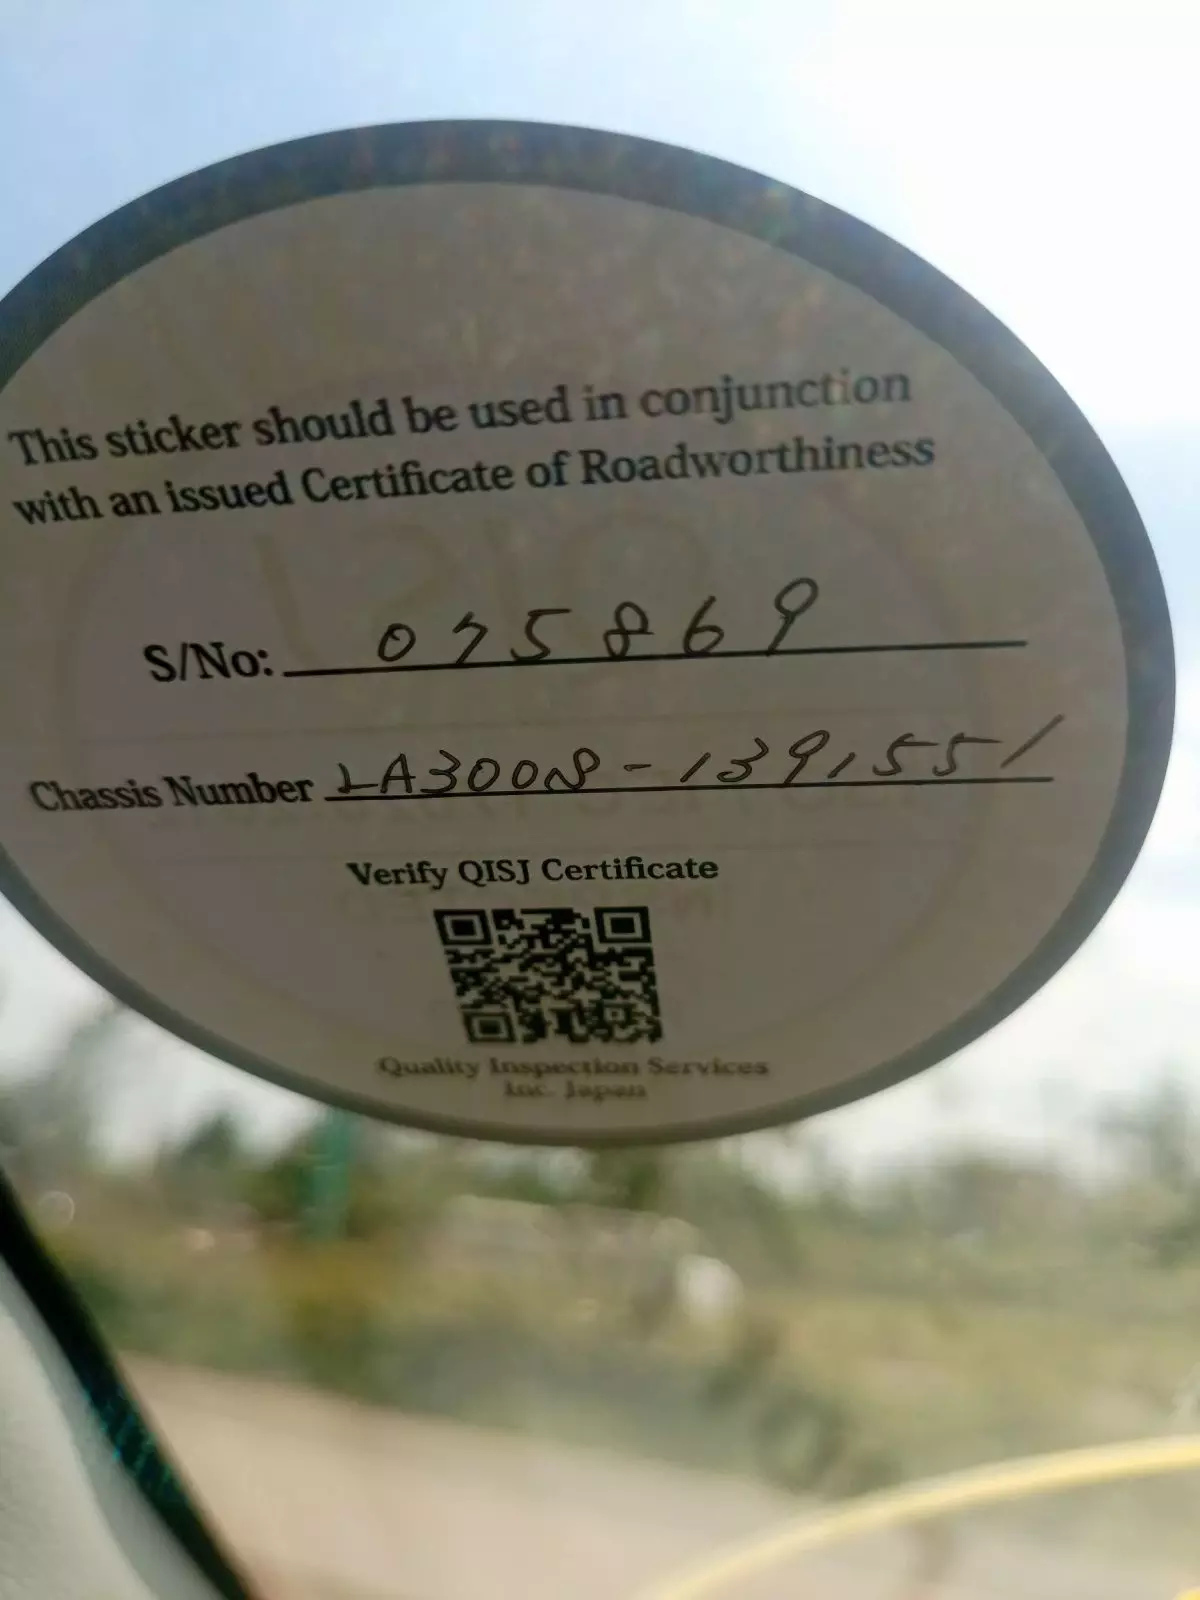 This sticker should be used in conjunction
with an issued Certificate of Roadworthiness
S/No: 075869
Chassis Number LA300S-1391551
Verify QISJ Certificate
Quality Inspection Services
Inc. Japan